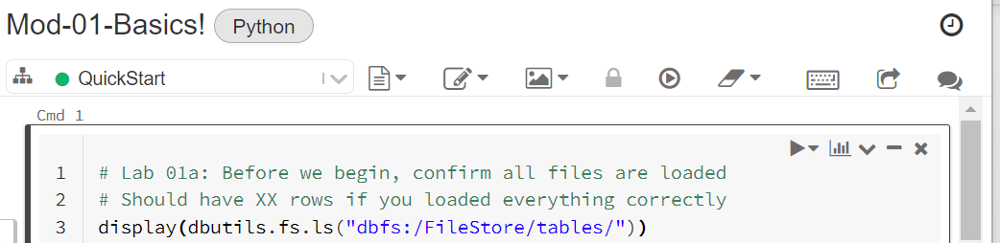 Mod-01-Basics! Python
QuickStart
Cmd 1
1 # Lab 01a: Before we begin, confirm all files are loaded
2 # Should have XX rows if you loaded everything correctly
3 display(dbutils.fs.ls("dbfs:/FileStore/tables/"))